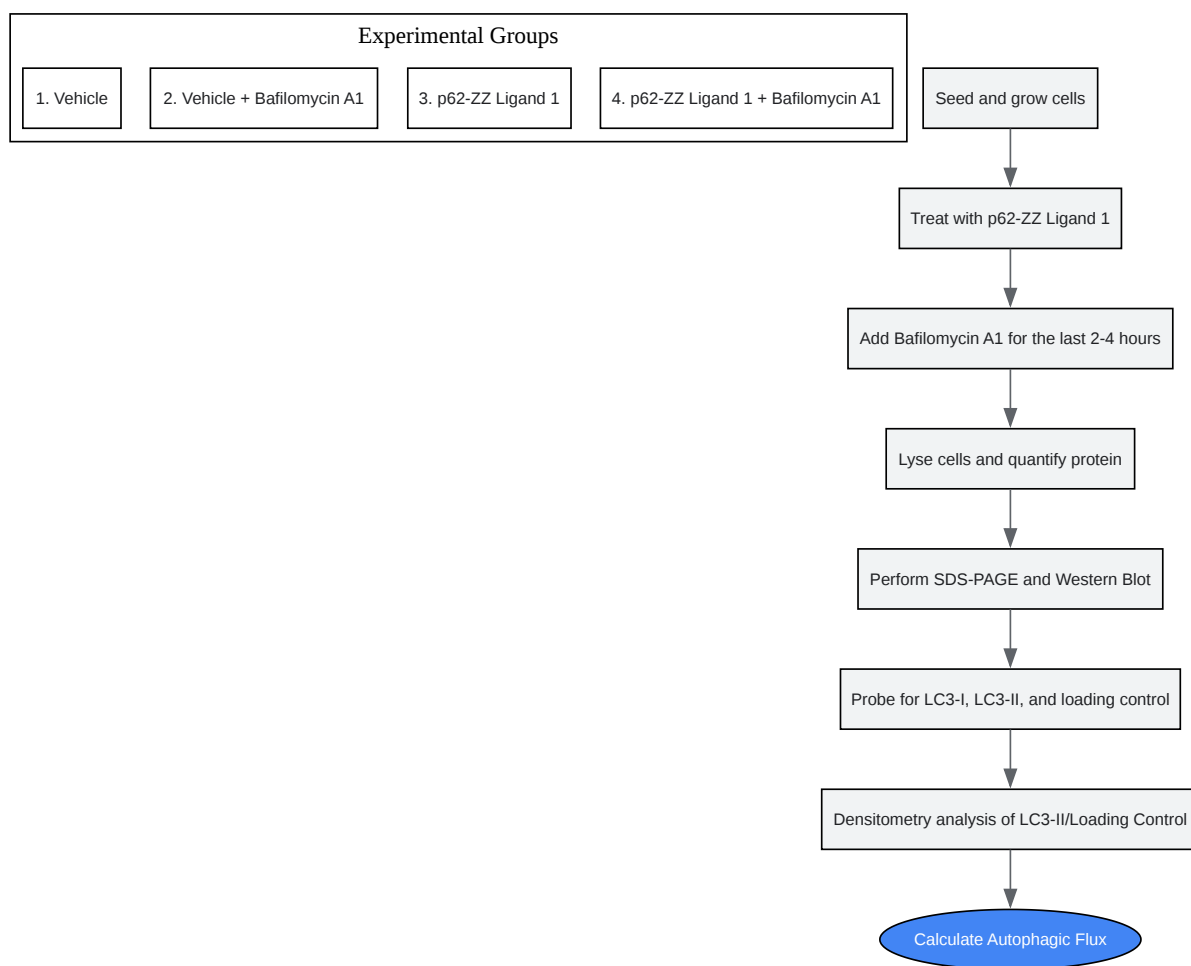 Experimental Groups
1. Vehicle
2. Vehicle + Bafilomycin A1
3. p62-ZZ Ligand 1
4. p62-ZZ Ligand 1 + Bafilomycin A1
Seed and grow cells
Treat with p62-ZZ Ligand 1
Add Bafilomycin A1 for the last 2-4 hours
Lyse cells and quantify protein
Perform SDS-PAGE and Western Blot
Probe for LC3-I, LC3-II, and loading control
Densitometry analysis of LC3-II/Loading Control
Calculate Autophagic Flux